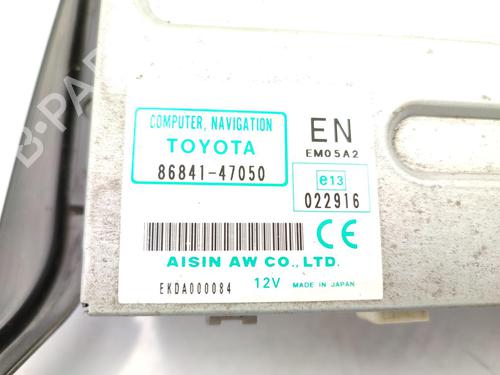 COMPUTER, NAVIGATION
TOYOTA
86841-47050
EN
EM05A2
e13
022916
CE
AISIN AW CO., LTD.
EKDA000084 12V MADE IN JAPAN
B-PARTS